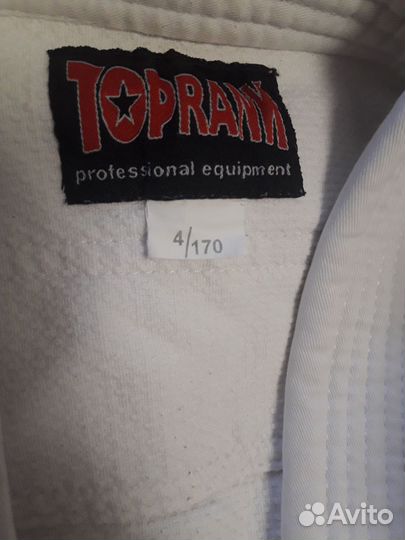 TOPRANK
professional equipment
4/170
Avito